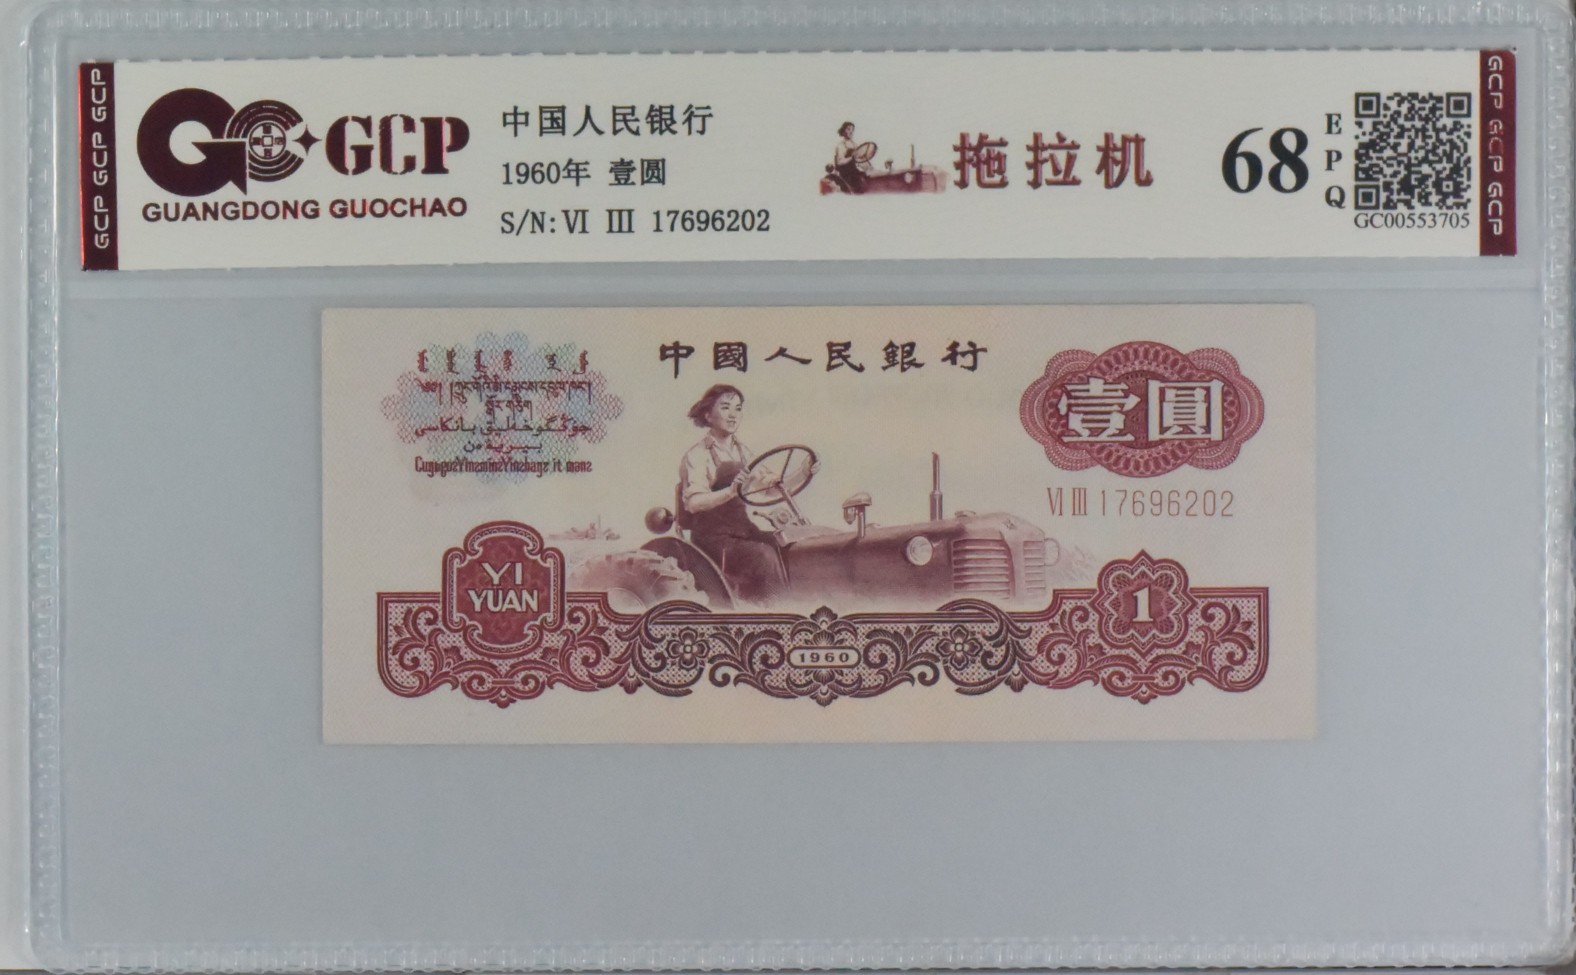 GCP GCP GCP
GCP
GUANGDONG GUOCHAO
中国人民银行
1960年 壹圆
S/N: VI III 17696202
拖拉机
68
E
P
Q
GC00553705
GCP GCP GCP
中國人民銀行
壹圓
VI III 17696202
YI
YUAN
1960
1